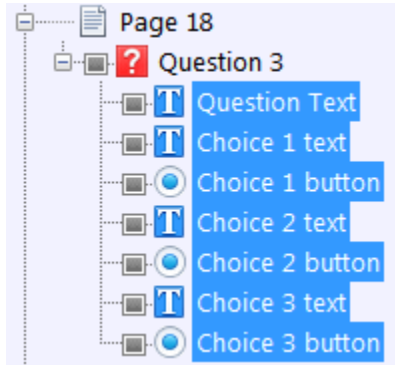 Page 18
? Question 3
T Question Text
T Choice 1 text
Choice 1 button
T Choice 2 text
Choice 2 button
T Choice 3 text
Choice 3 button